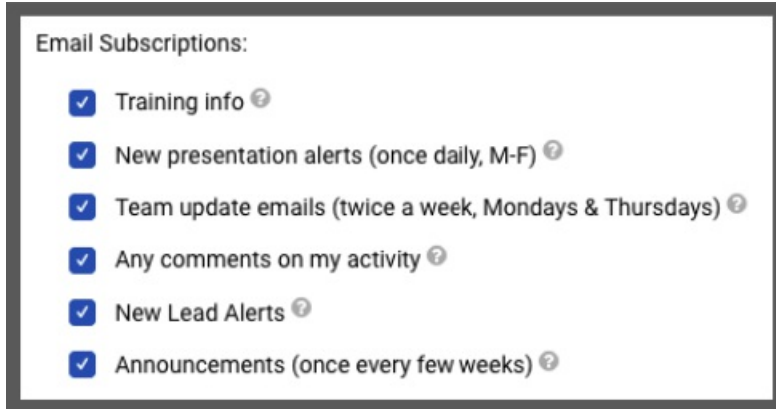 Email Subscriptions:
Training info
New presentation alerts (once daily, M-F)
Team update emails (twice a week, Mondays & Thursdays)
Any comments on my activity
New Lead Alerts
Announcements (once every few weeks)